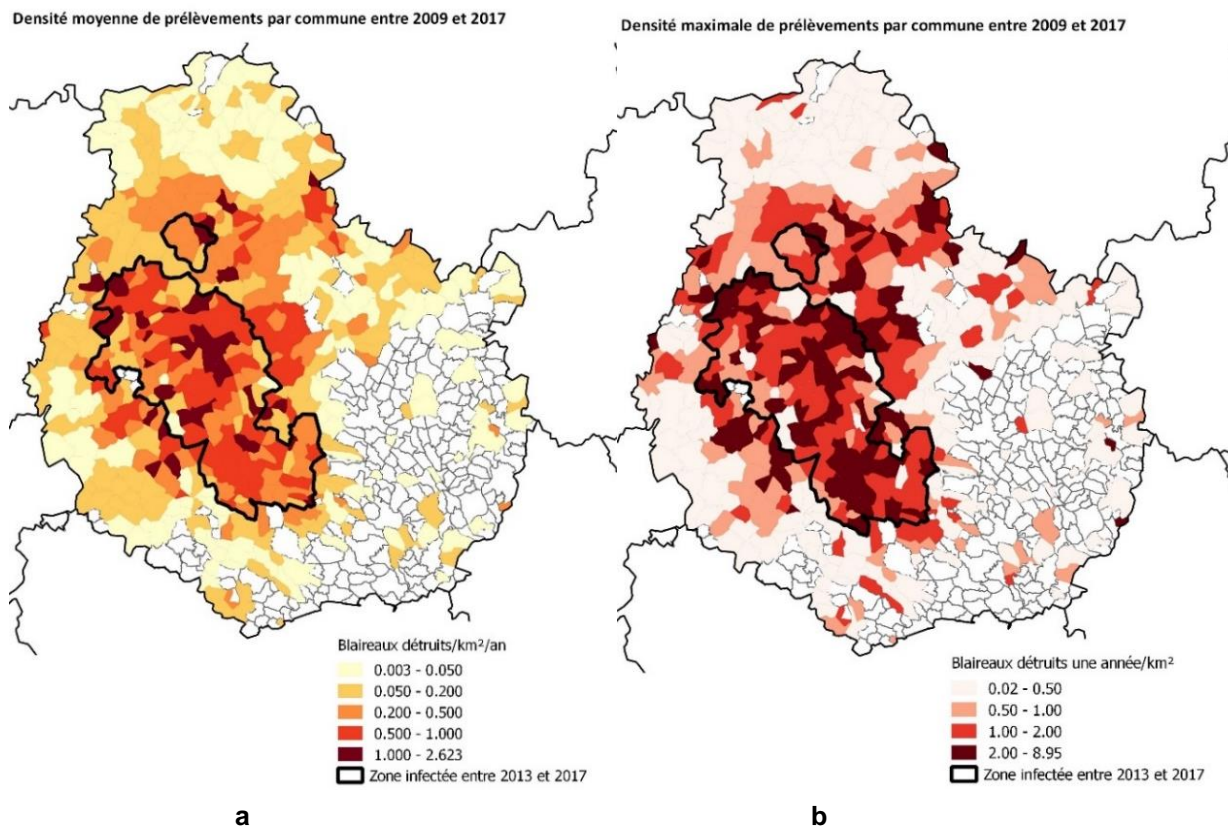 Densité moyenne de prélèvements par commune entre 2009 et 2017
Blaireaux détruits/km²/an
0.003 - 0.050
0.050 - 0.200
0.200 - 0.500
0.500 - 1.000
1.000 - 2.623
Zone infectée entre 2013 et 2017
a
Densité maximale de prélèvements par commune entre 2009 et 2017
Blaireaux détruits une année/km²
0.02 - 0.50
0.50 - 1.00
1.00 - 2.00
2.00 - 8.95
Zone infectée entre 2013 et 2017
b